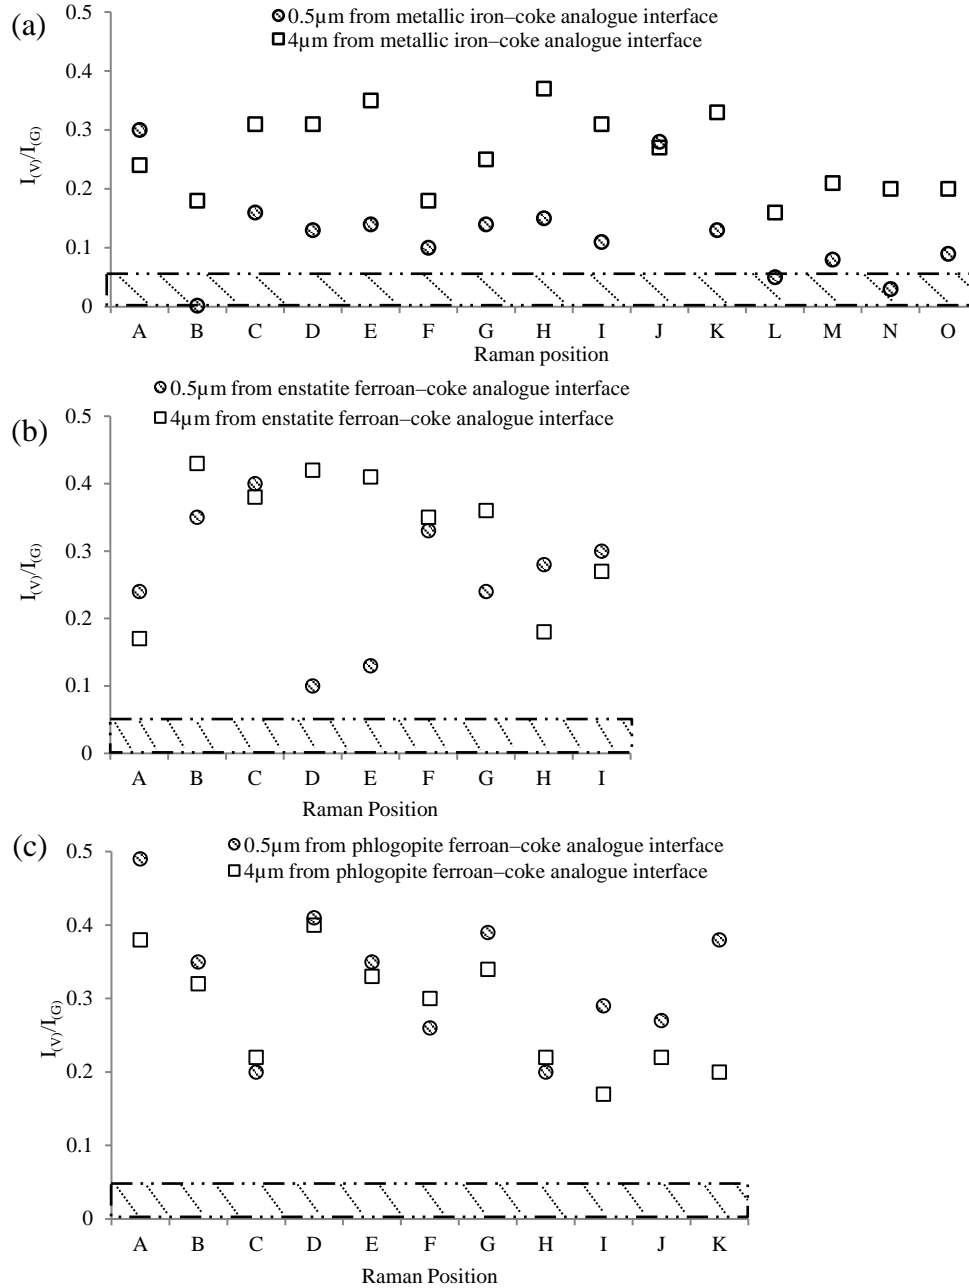 (a)
0.5µm from metallic iron–coke analogue interface
4µm from metallic iron–coke analogue interface
0.5
0.4
0.3
0.2
0.1
0
I(V)/I(G)
A B C D E F G H I J K L M N O
Raman position
(b)
0.5µm from enstatite ferroan–coke analogue interface
4µm from enstatite ferroan–coke analogue interface
0.5
0.4
0.3
0.2
0.1
0
I(V)/I(G)
A B C D E F G H I
Raman Position
(c)
0.5µm from phlogopite ferroan–coke analogue interface
4µm from phlogopite ferroan–coke analogue interface
0.5
0.4
0.3
0.2
0.1
0
I(V)/I(G)
A B C D E F G H I J K
Raman Position